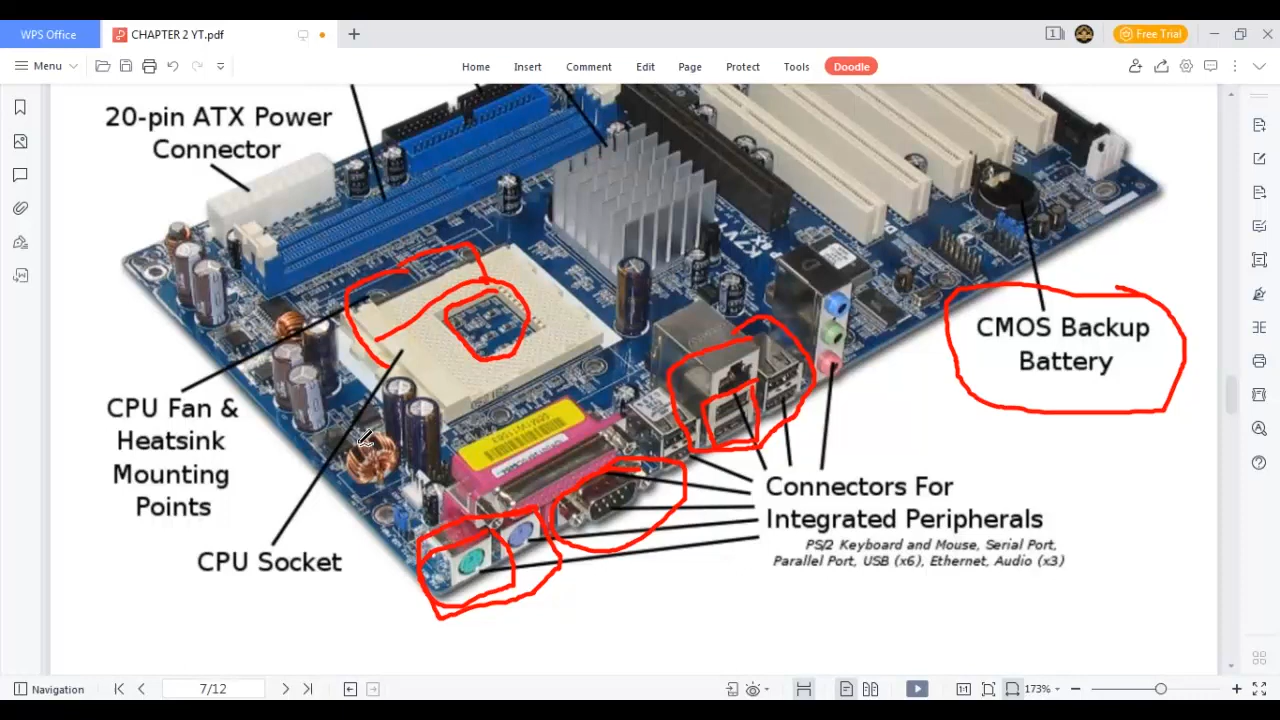 WPS Office
CHAPTER 2 YT.pdf
1
Free Trial
Menu
Home
Insert
Comment
Edit
Page
Protect
Tools
Doodle
20-pin ATX Power
Connector
CMOS Backup
Battery
CPU Fan &
Heatsink
Mounting
Points
CPU Socket
Connectors For
Integrated Peripherals
PS/2 Keyboard and Mouse, Serial Port,
Parallel Port, USB (x6), Ethernet, Audio (x3)
Navigation
7/12
173%